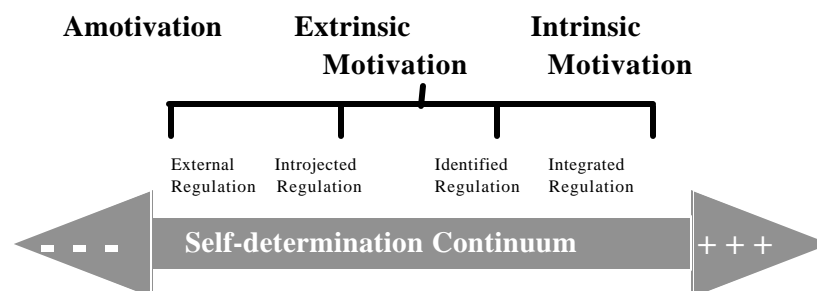 Amotivation Extrinsic Intrinsic
Motivation Motivation
External Introjected Identified Integrated
Regulation Regulation Regulation Regulation
- - - Self-determination Continuum +++